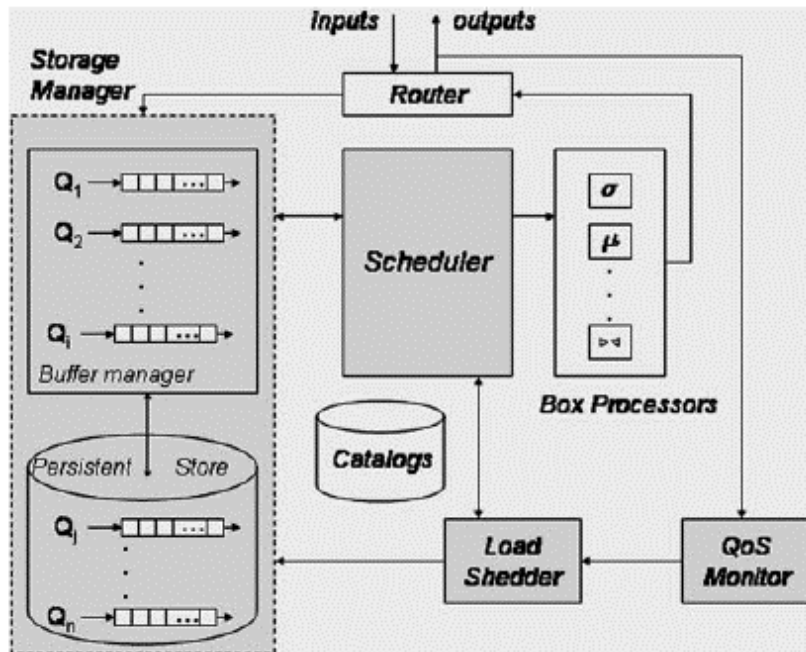 inputs outputs
Storage
Manager
Router
Q1 ...
Q2 ...
Qi ...
Buffer manager
Scheduler
σ
μ
▷◁
Box Processors
Catalogs
Persistent Store
Qj ...
Qn ...
Load
Shedder
QoS
Monitor